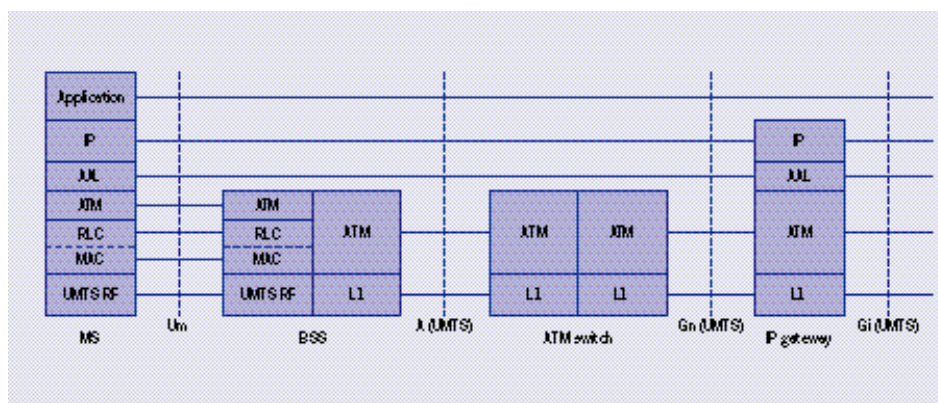 Application
IP
IP
AAL
AAL
ATM
ATM
RLC
RLC
ATM
ATM
ATM
ATM
MAC
MAC
UMTS RF
UMTS RF
L1
L1
L1
L1
MS
Um
BSS
A (UMTS)
ATM switch
Gn (UMTS)
IP gateway
Gi (UMTS)